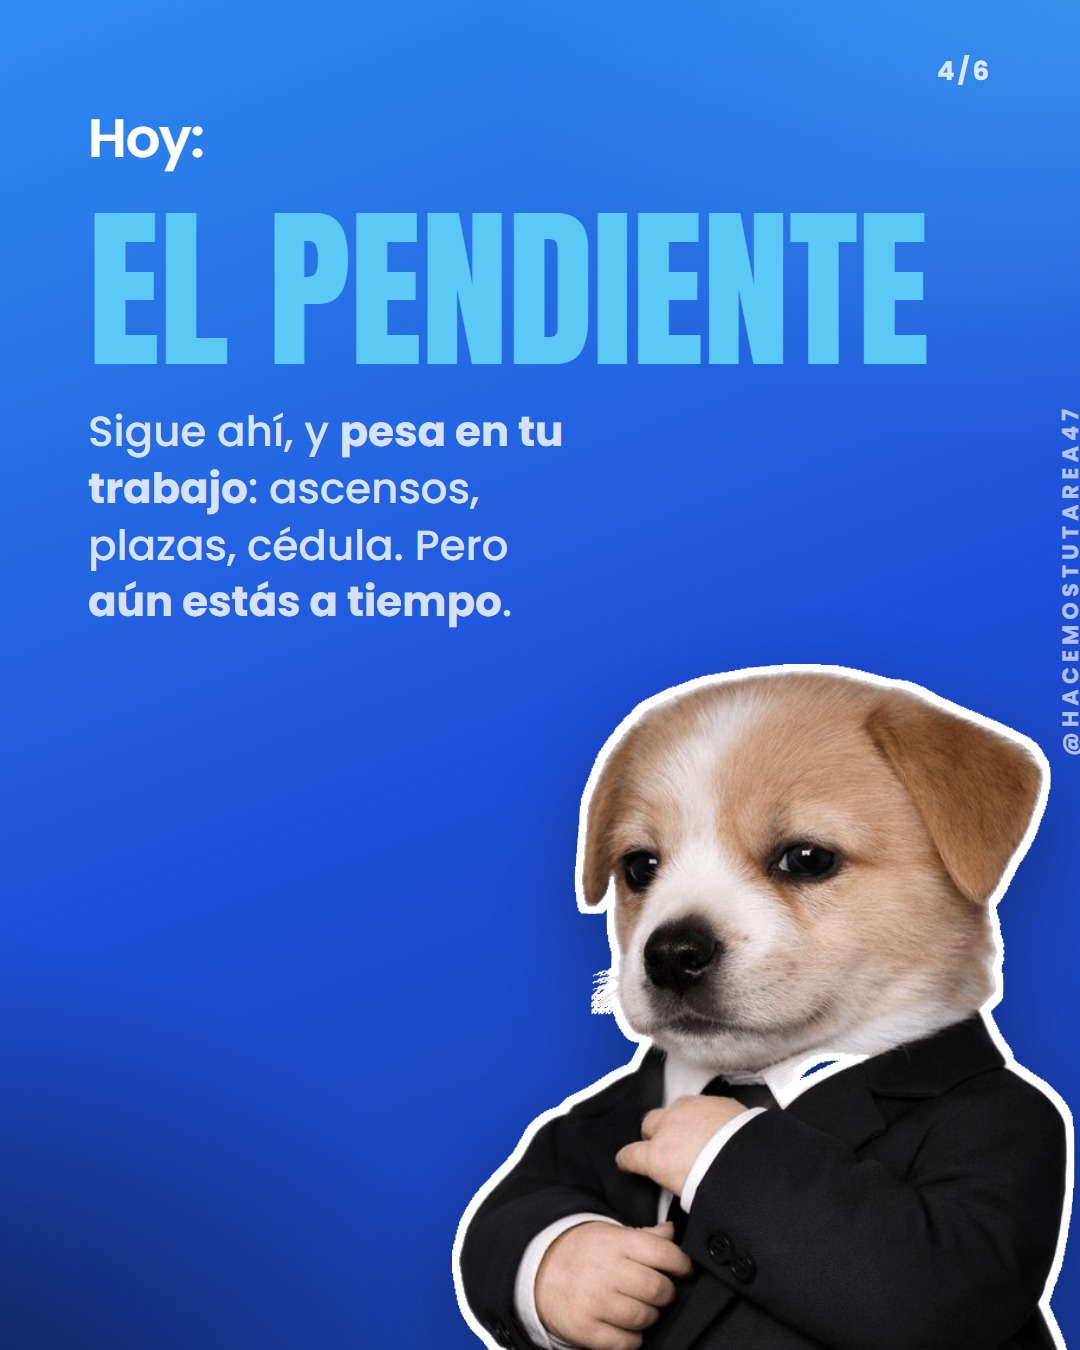 4/6
Hoy:
EL PENDIENTE
Sigue ahí, y pesa en tu
trabajo: ascensos,
plazas, cédula. Pero
aún estás a tiempo.
@HACEMOSTUTAREA47